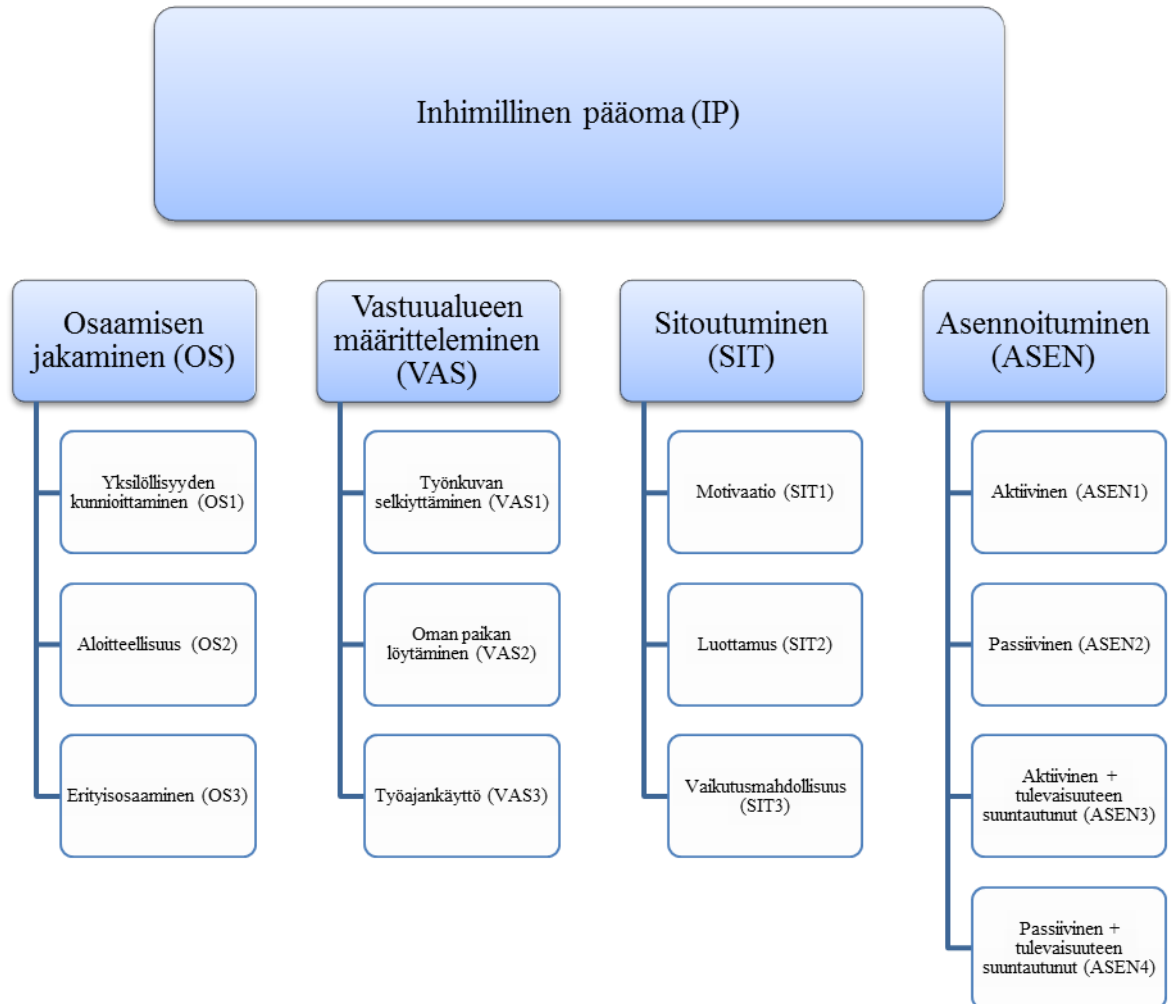 Inhimillinen pääoma (IP)
Osaamisen
jakaminen (OS)
Yksilöllisyyden
kunnioittaminen (OS1)
Aloitteellisuus (OS2)
Erityisosaaminen (OS3)
Vastuualueen
määritteleminen
(VAS)
Työnkuvan
selkiyttäminen (VAS1)
Oman paikan
löytäminen (VAS2)
Työajankäyttö (VAS3)
Sitoutuminen
(SIT)
Motivaatio (SIT1)
Luottamus (SIT2)
Vaikutusmahdollisuus
(SIT3)
Asennoituminen
(ASEN)
Aktiivinen (ASEN1)
Passiivinen (ASEN2)
Aktiivinen +
tulevaisuuteen
suuntautunut (ASEN3)
Passiivinen +
tulevaisuuteen
suuntautunut (ASEN4)